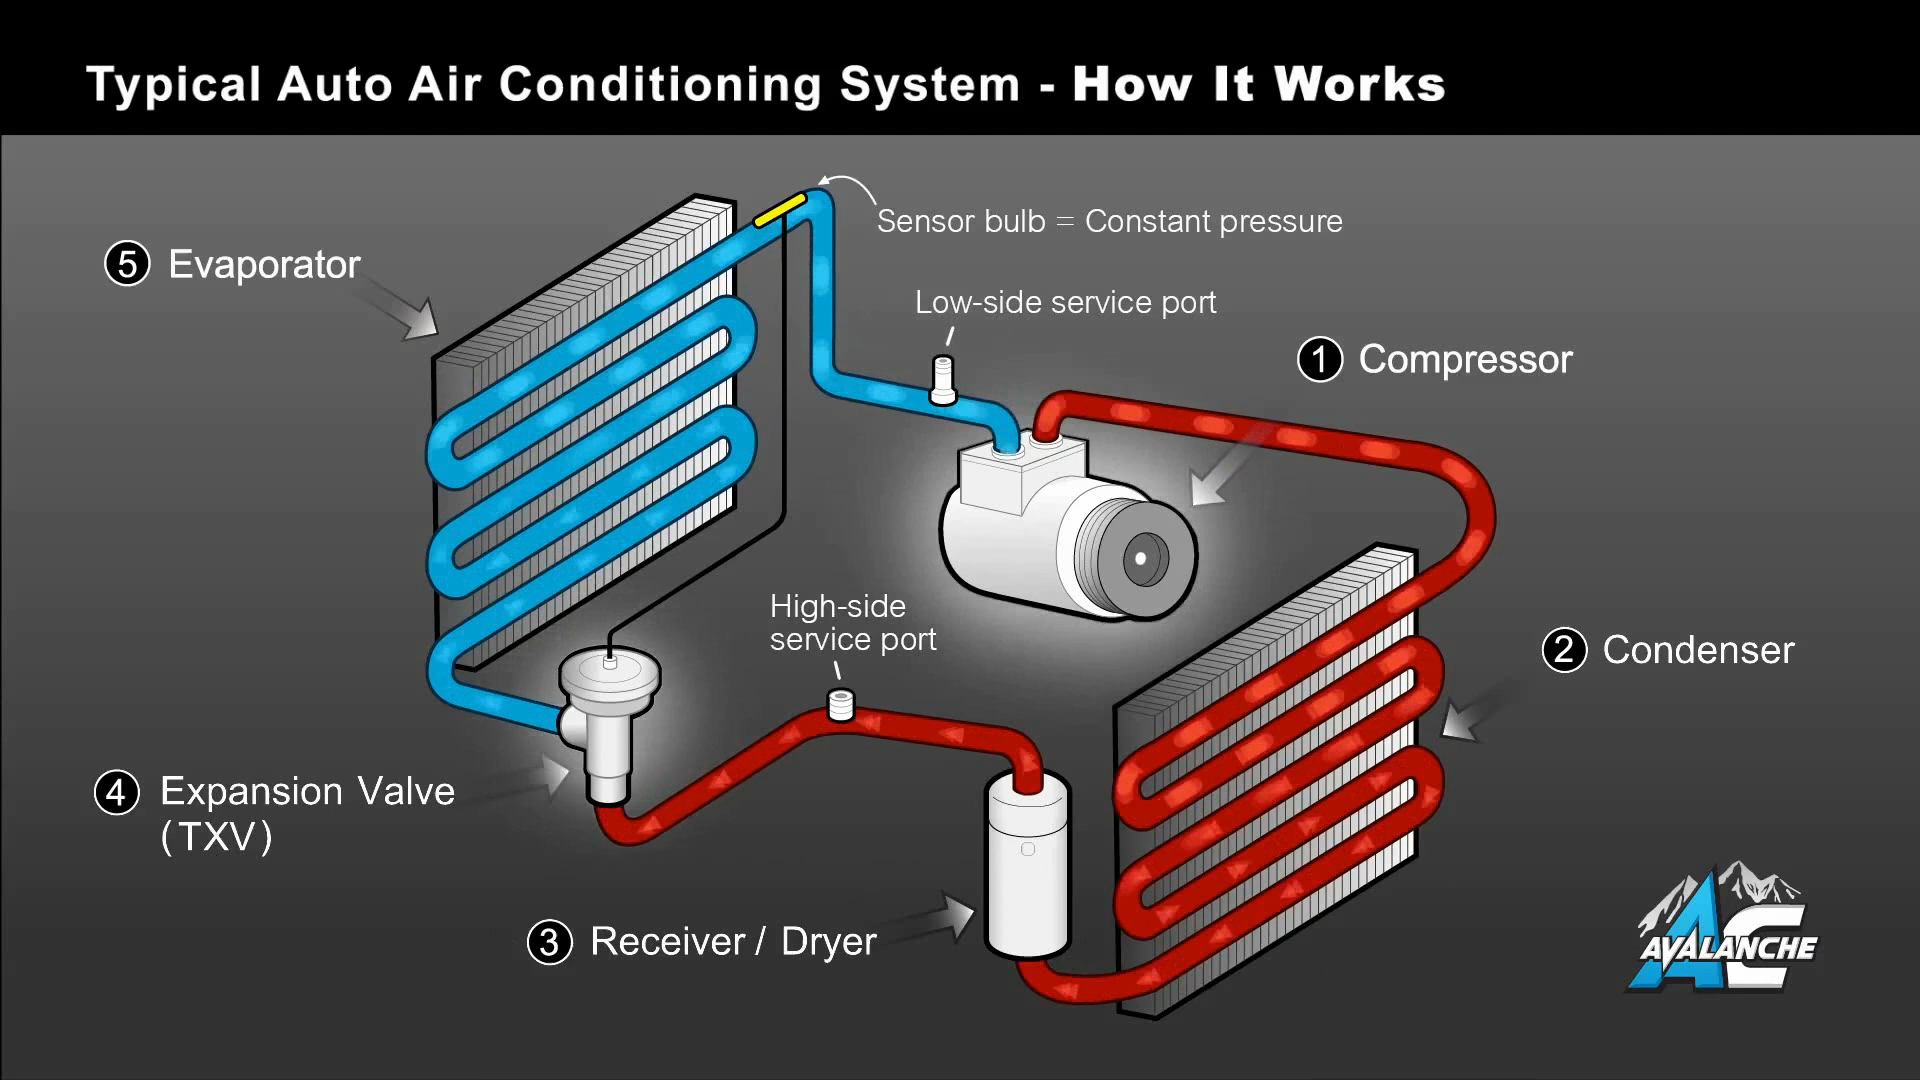 Typical Auto Air Conditioning System - How It Works
Sensor bulb = Constant pressure
5 Evaporator
Low-side service port
1 Compressor
High-side
service port
2 Condenser
4 Expansion Valve
(TXV)
3 Receiver / Dryer
AC
AVALANCHE